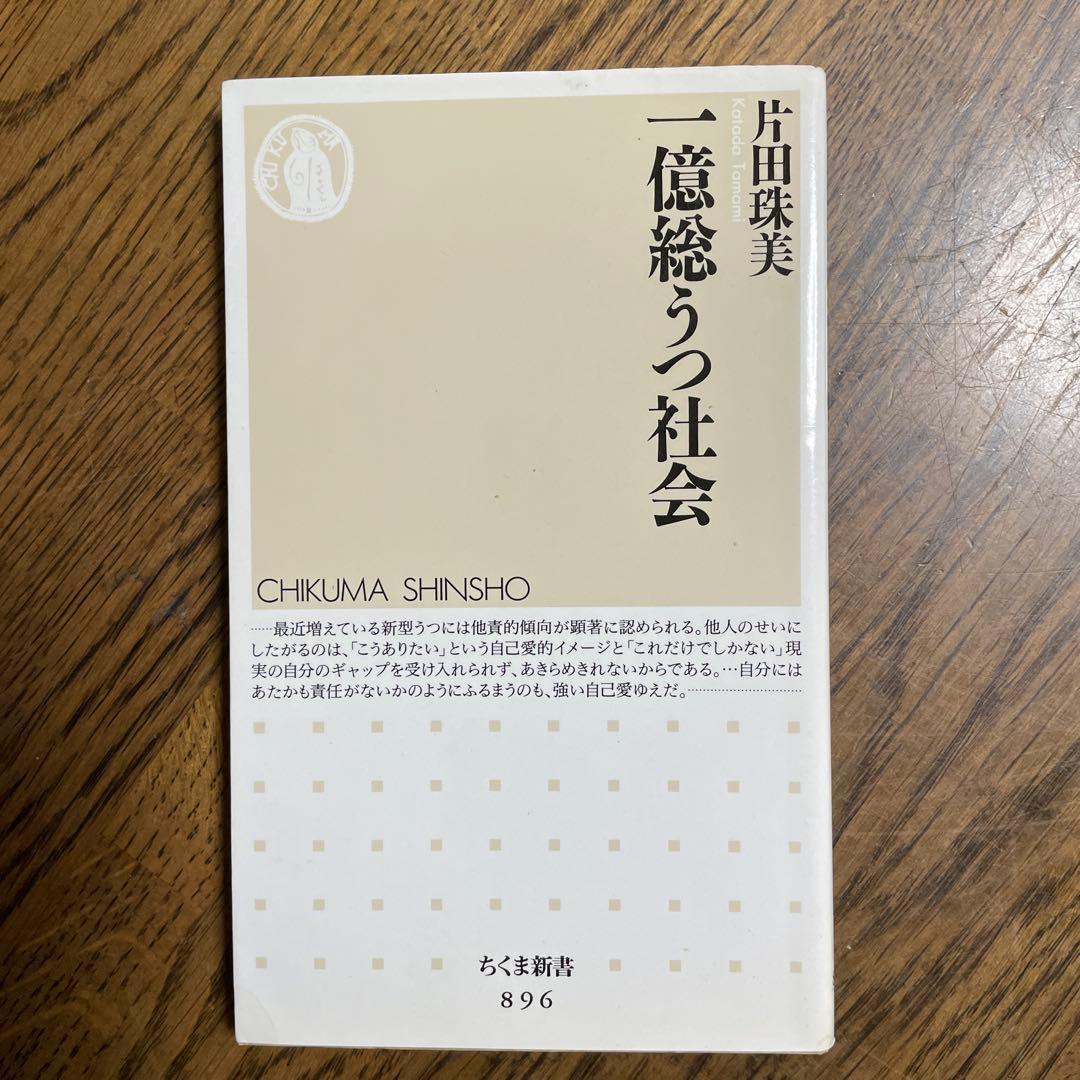 片田珠美
Katada Tamami
一億総うつ社会
CHIKUMA
CHIKUMA SHINSHO
……最近増えている新型うつには他責的傾向が顕著に認められる。他人のせいに
したがるのは、「こうありたい」という自己愛的イメージと「これだけでしかない」現
実の自分のギャップを受け入れられず、あきらめきれないからである。…自分には
あたかも責任がないかのようにふるまうのも、強い自己愛ゆえだ。……………………
ちくま新書
896